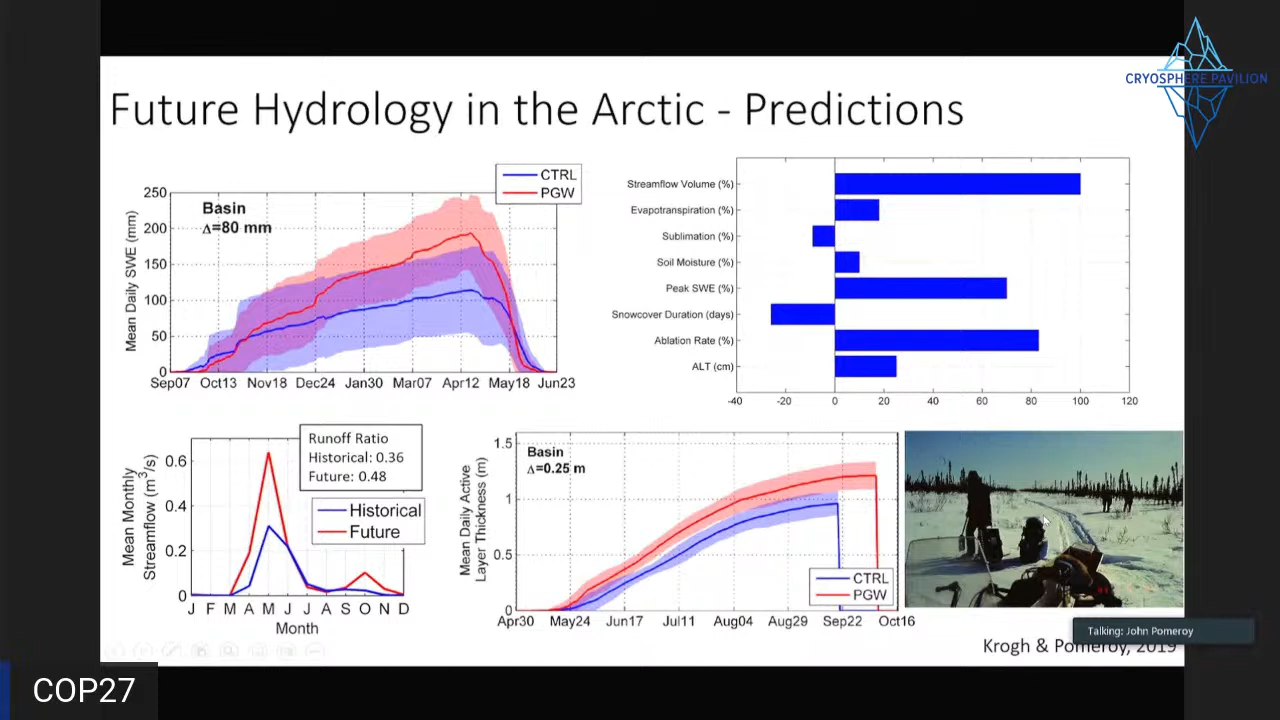 CRYOSPHERE PAVILION
Future Hydrology in the Arctic - Predictions
CTRL
PGW
Basin
Δ=80 mm
Mean Daily SWE (mm)
250
200
150
100
50
0
Sep07 Oct13 Nov18 Dec24 Jan30 Mar07 Apr12 May18 Jun23
Streamflow Volume (%)
Evapotranspiration (%)
Sublimation (%)
Soil Moisture (%)
Peak SWE (%)
Snowcover Duration (days)
Ablation Rate (%)
ALT (cm)
-40 -20 0 20 40 60 80 100 120
Runoff Ratio
Historical: 0.36
Future: 0.48
Historical
Future
Mean Monthly
Streamflow (m³/s)
0.6
0.4
0.2
0
J F M A M J J A S O N D
Month
Basin
Δ=0.25 m
Mean Daily Active
Layer Thickness (m)
1.5
1
0.5
0
CTRL
PGW
Apr30 May24 Jun17 Jul11 Aug04 Aug29 Sep22 Oct16
Talking: John Pomeroy
Krogh & Pomeroy, 2019
COP27